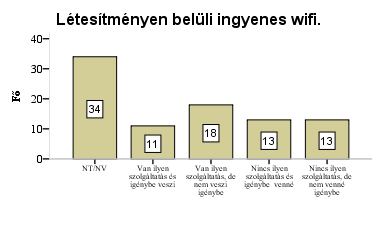 Létesítményen belüli ingyenes wifi.
Fő
40
30
20
10
0
34
11
18
13
13
NT/NV
Van ilyen
szolgáltatás és
igénybe veszi
Van ilyen
szolgáltatás, de
nem veszi
igénybe
Nincs ilyen
szolgáltatás és
igénybe venné
Nincs ilyen
szolgáltatás, de
nem venné
igénybe